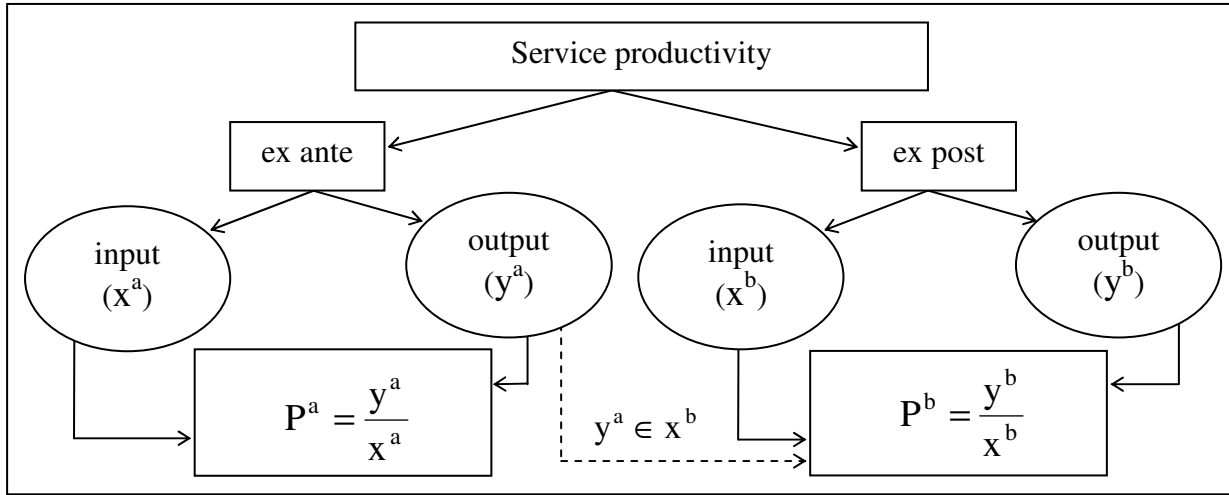 Service productivity
ex ante
ex post
input
(x^a)
output
(y^a)
input
(x^b)
output
(y^b)
P^a = y^a / x^a
y^a ∈ x^b
P^b = y^b / x^b